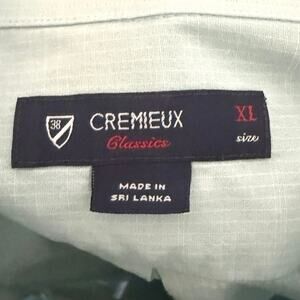 38 CREMIEUX XL
Classics size
MADE IN
SRI LANKA